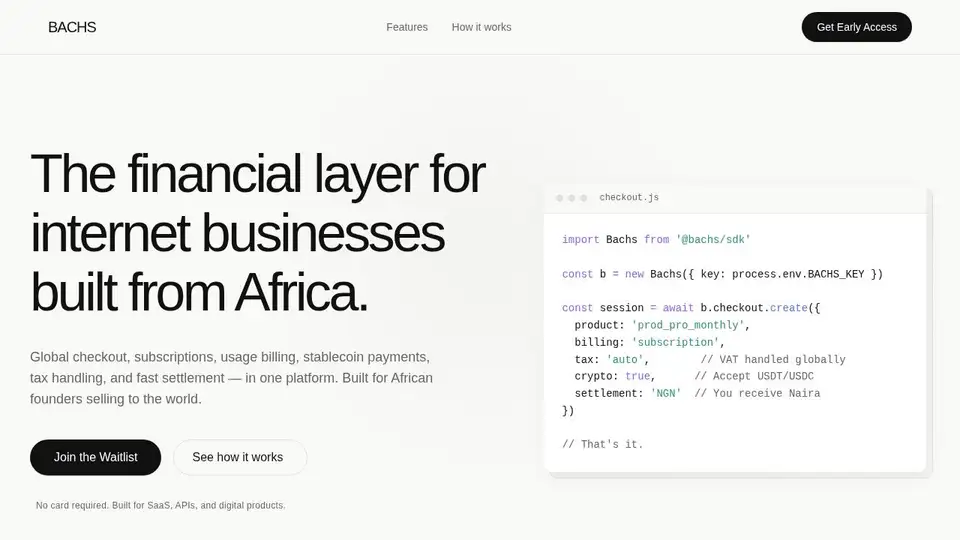 BACHS
Features
How it works
Get Early Access
The financial layer for
internet businesses
built from Africa.
Global checkout, subscriptions, usage billing, stablecoin payments,
tax handling, and fast settlement — in one platform. Built for African
founders selling to the world.
Join the Waitlist
See how it works
No card required. Built for SaaS, APIs, and digital products.
checkout.js
import Bachs from '@bachs/sdk'
const b = new Bachs({ key: process.env.BACHS_KEY })
const session = await b.checkout.create({
  product: 'prod_pro_monthly',
  billing: 'subscription',
  tax: 'auto',        // VAT handled globally
  crypto: true,      // Accept USDT/USDC
  settlement: 'NGN'  // You receive Naira
})
// That's it.